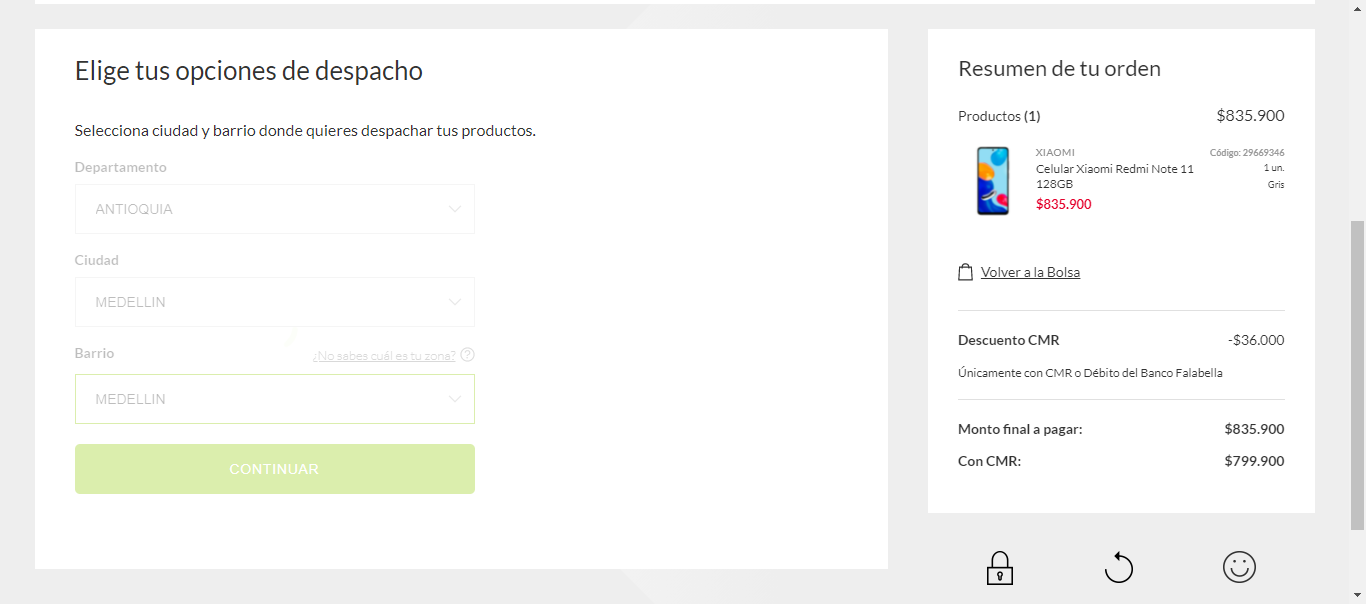 Elige tus opciones de despacho
Selecciona ciudad y barrio donde quieres despachar tus productos.
Departamento
ANTIOQUIA
Ciudad
MEDELLIN
Barrio
¿No sabes cuál es tu zona? ?
MEDELLIN
CONTINUAR
Resumen de tu orden
Productos (1) $835.900
XIAOMI Código: 29669346
Celular Xiaomi Redmi Note 11 1 un.
128GB Gris
$835.900
Volver a la Bolsa
Descuento CMR -$36.000
Únicamente con CMR o Débito del Banco Falabella
Monto final a pagar: $835.900
Con CMR: $799.900